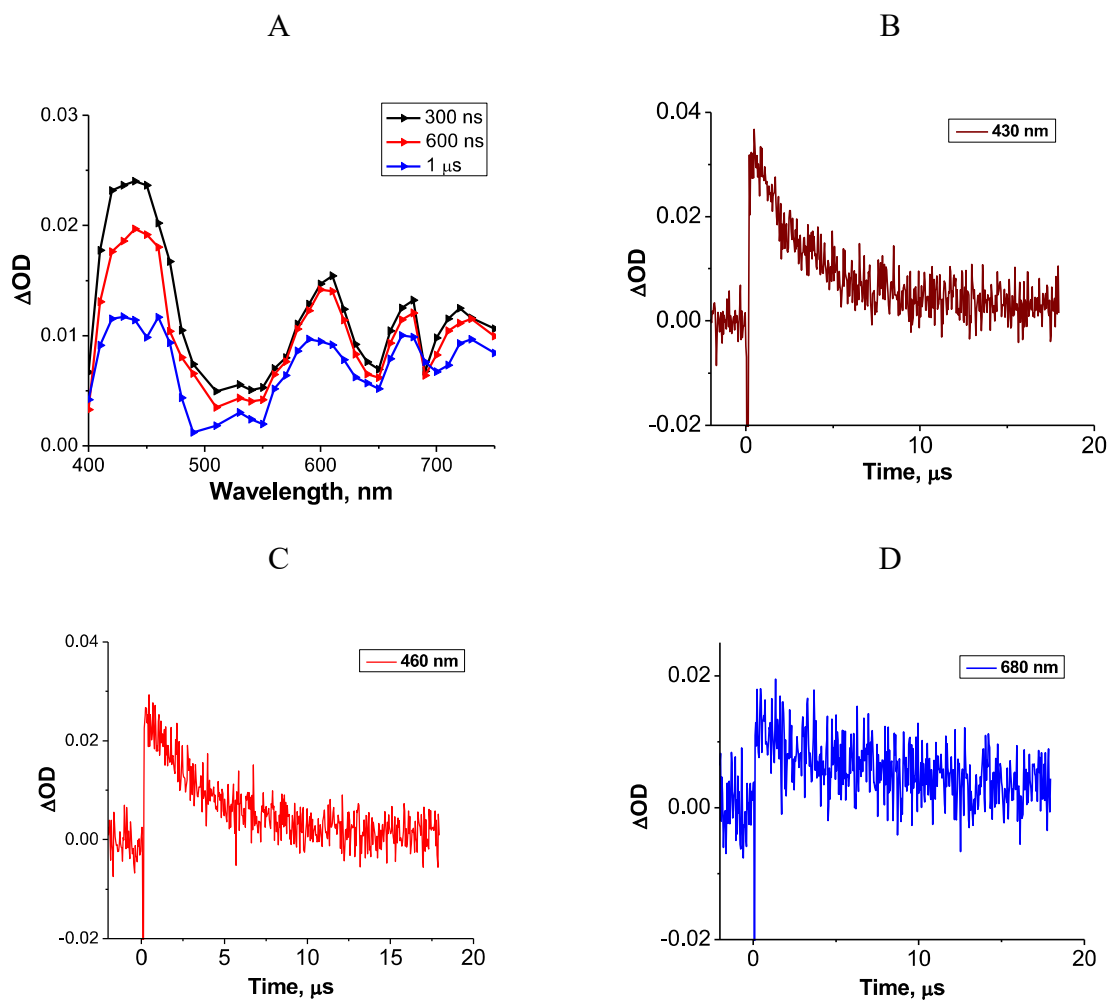 A
0.03
0.02
0.01
0.00
ΔOD
400
500
600
700
Wavelength, nm
300 ns
600 ns
1 μs
B
0.04
0.02
0.00
-0.02
ΔOD
0
10
20
Time, μs
430 nm
C
0.04
0.02
0.00
-0.02
ΔOD
0
5
10
15
20
Time, μs
460 nm
D
0.02
0.00
-0.02
ΔOD
0
10
20
Time, μs
680 nm